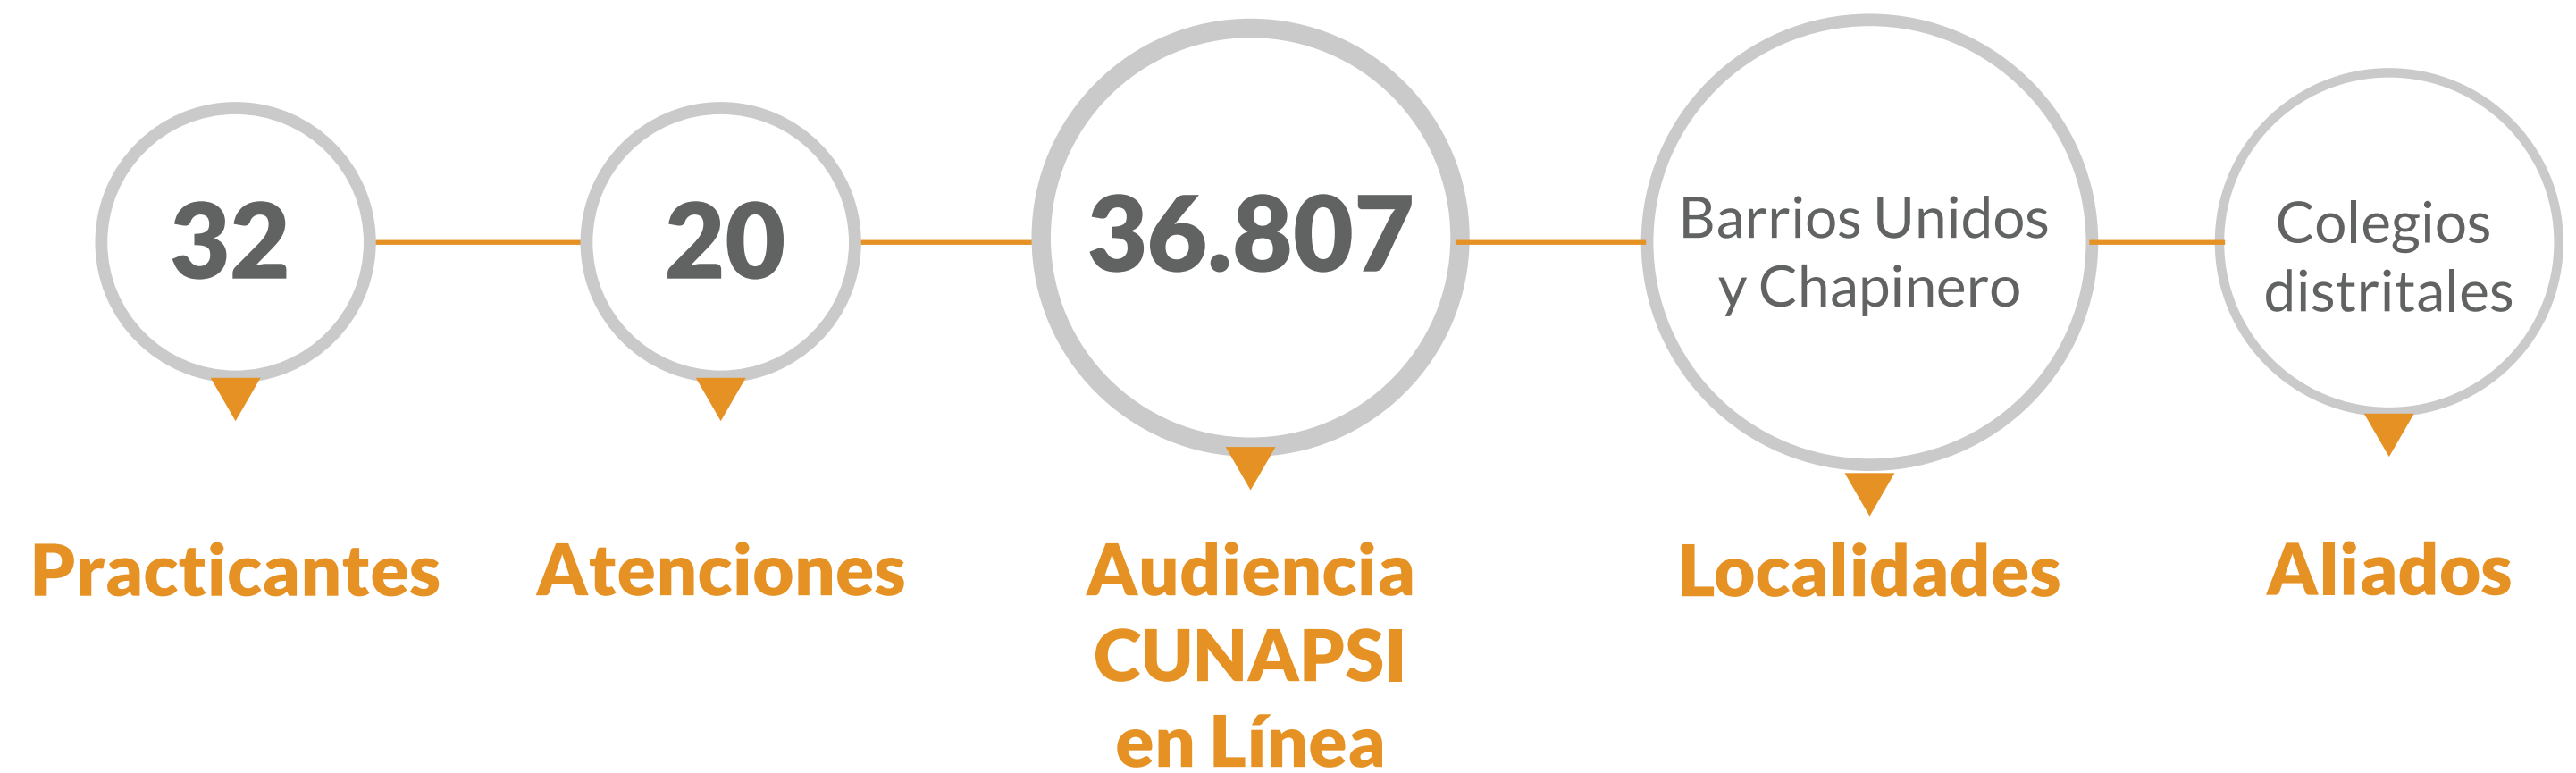 32
Practicantes
20
Atenciones
36.807
Audiencia
CUNAPSI
en Línea
Barrios Unidos
y Chapinero
Localidades
Colegios
distritales
Aliados